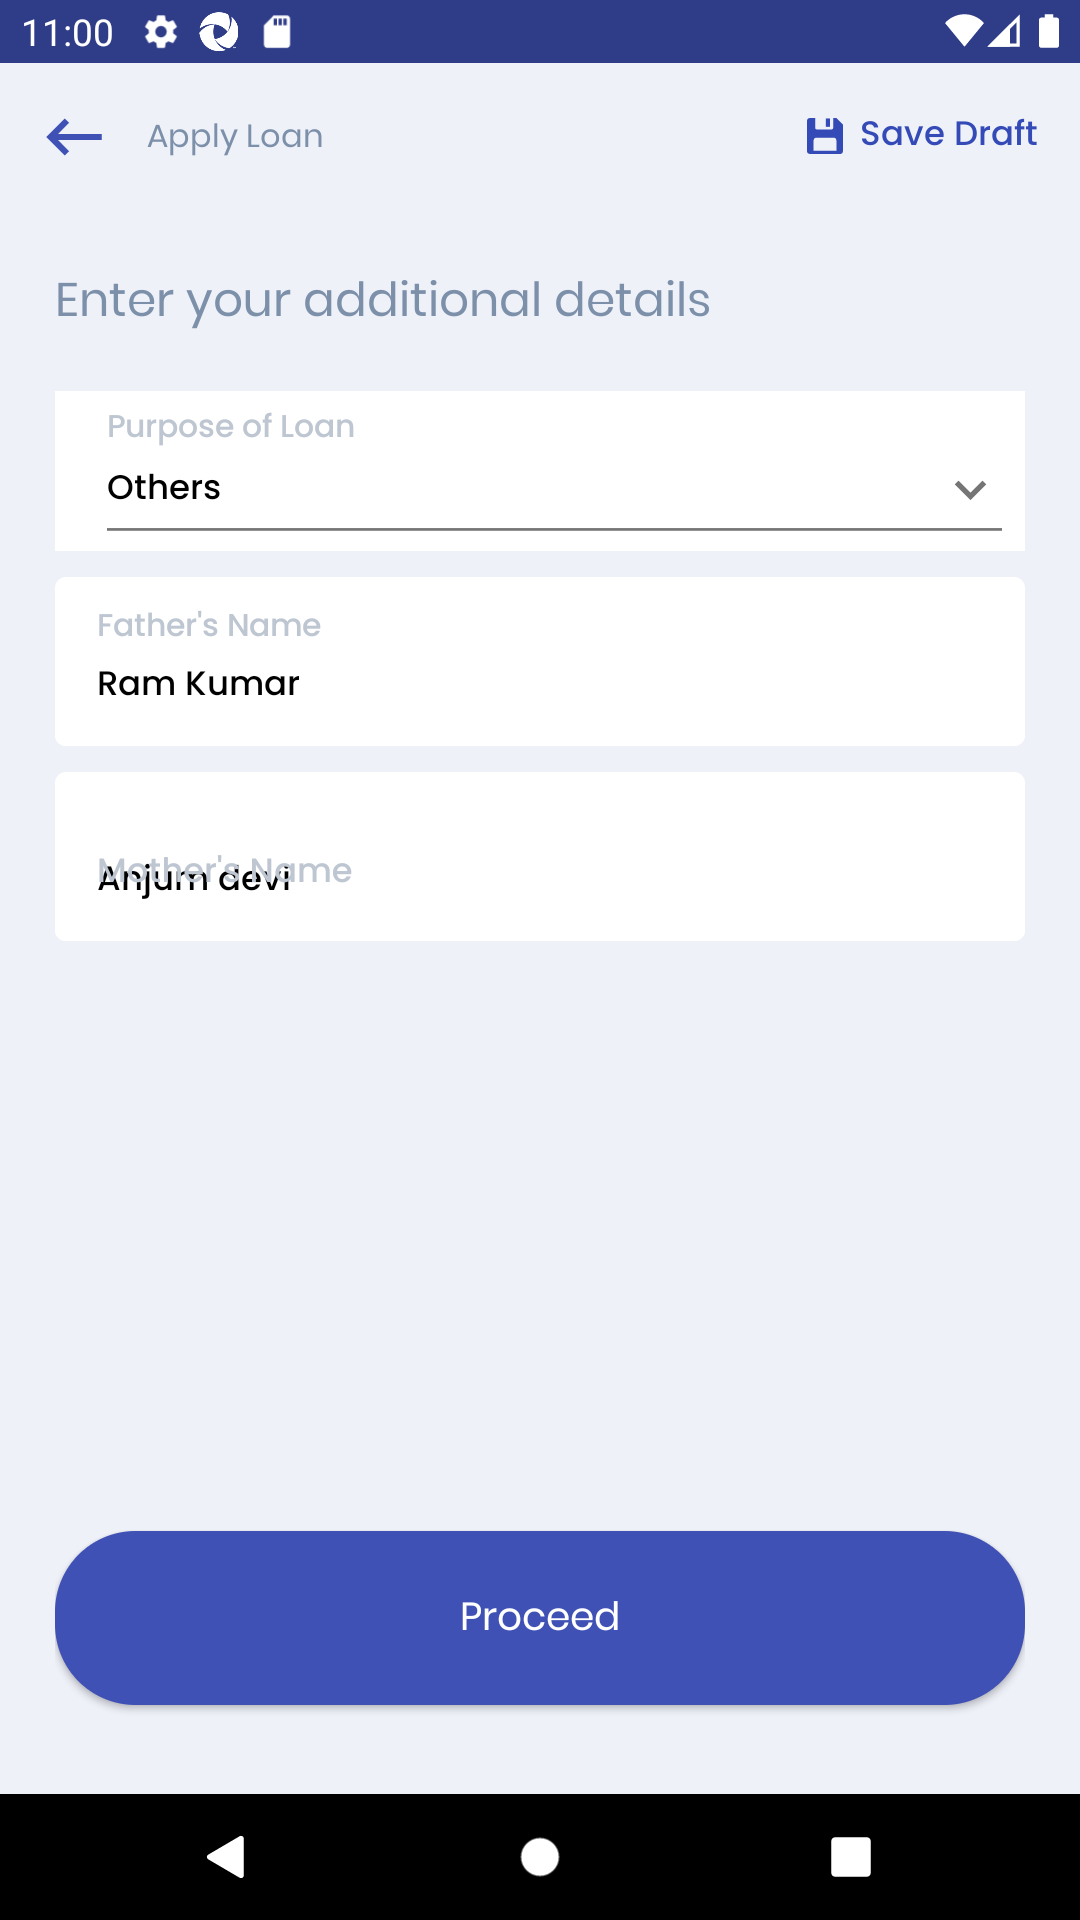 11:00
Apply Loan
Save Draft
Enter your additional details
Purpose of Loan
Others
Father's Name
Ram Kumar
Mother's Name
Anjum devi
Proceed